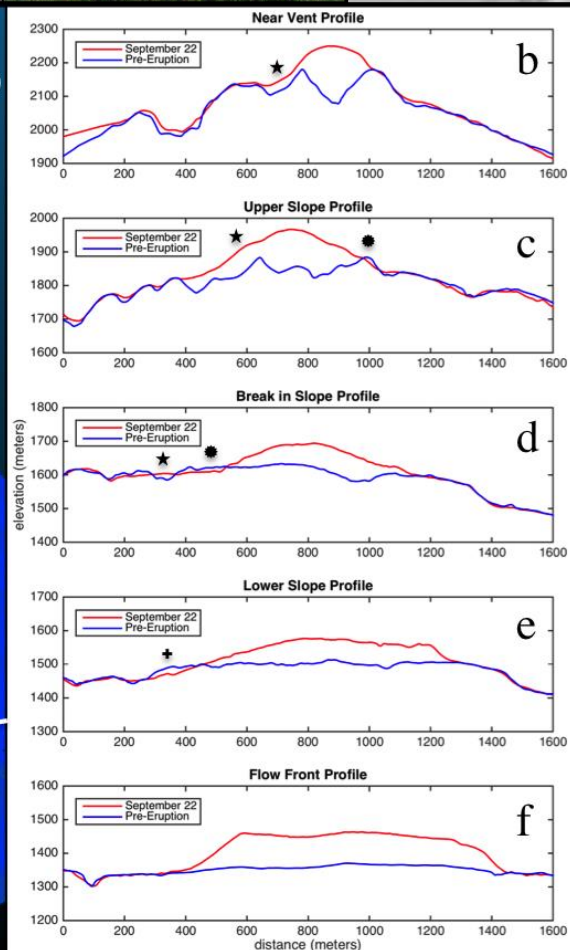 Near Vent Profile
2300
2200
2100
2000
1900
September 22
Pre-Eruption
b
0 200 400 600 800 1000 1200 1400 1600
Upper Slope Profile
2000
1900
1800
1700
1600
September 22
Pre-Eruption
c
0 200 400 600 800 1000 1200 1400 1600
Break in Slope Profile
1800
1700
1600
1500
1400
September 22
Pre-Eruption
d
0 200 400 600 800 1000 1200 1400 1600
elevation (meters)
Lower Slope Profile
1700
1600
1500
1400
1300
September 22
Pre-Eruption
e
0 200 400 600 800 1000 1200 1400 1600
Flow Front Profile
1600
1500
1400
1300
1200
September 22
Pre-Eruption
f
0 200 400 600 800 1000 1200 1400 1600
distance (meters)